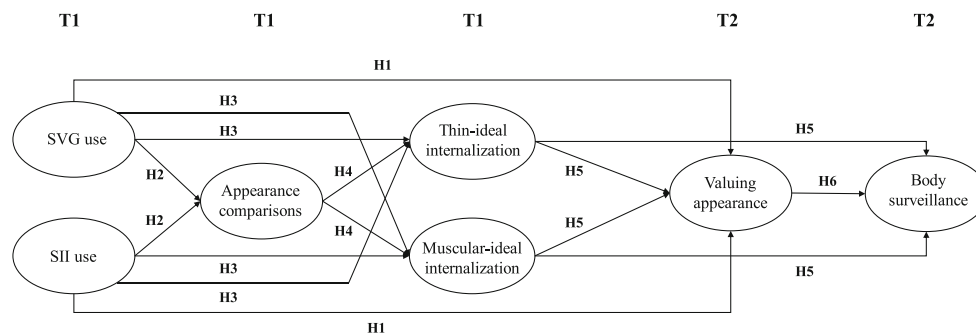 T1 T1 T1 T2 T2
H1
H3
SVG use
H3
Thin-ideal
internalization
H5
H2
H4
H5
Appearance
comparisons
Valuing
appearance
H6
Body
surveillance
H2
H4
H5
SII use
H3
Muscular-ideal
internalization
H5
H3
H1